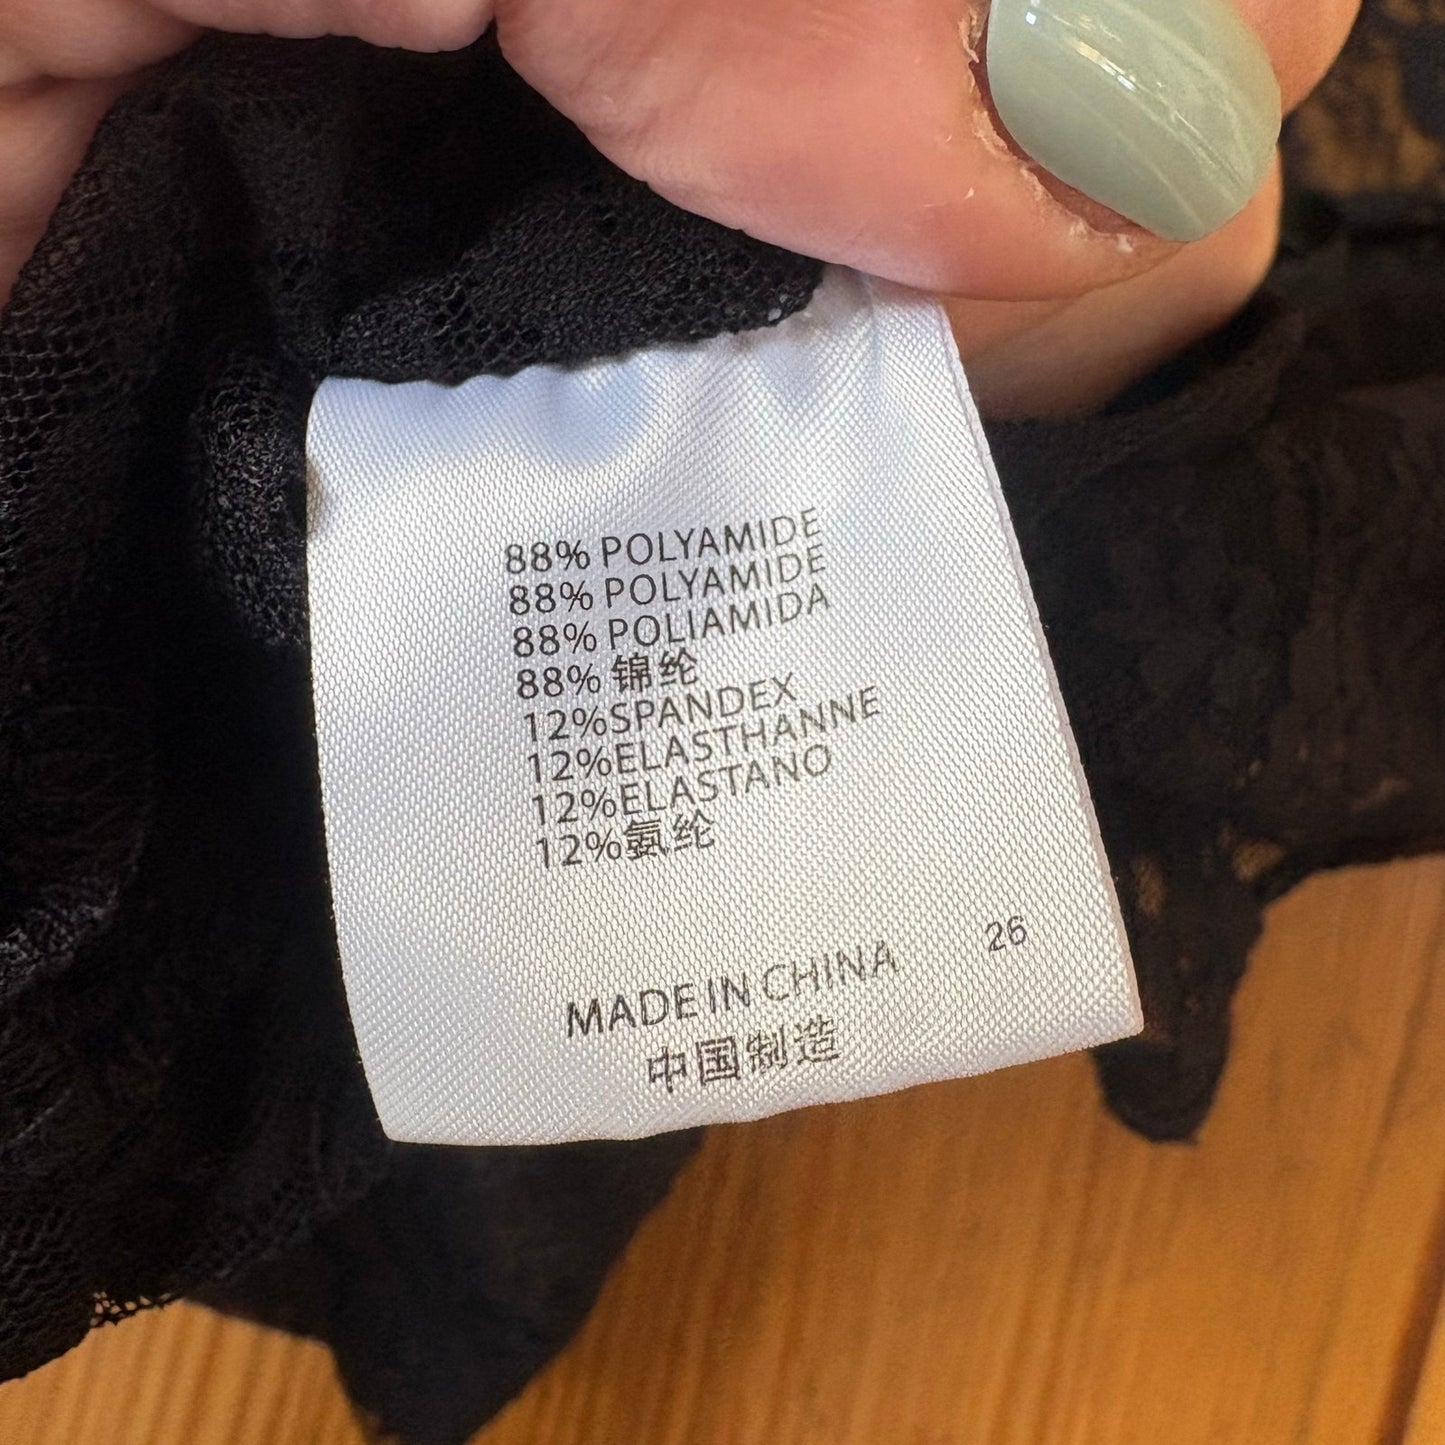 88% POLYAMIDE
88% POLYAMIDE
88% POLIAMIDA
88% 锦纶
12%SPANDEX
12%ELASTHANNE
12%ELASTANO
12%氨纶
26
MADE IN CHINA
中国制造